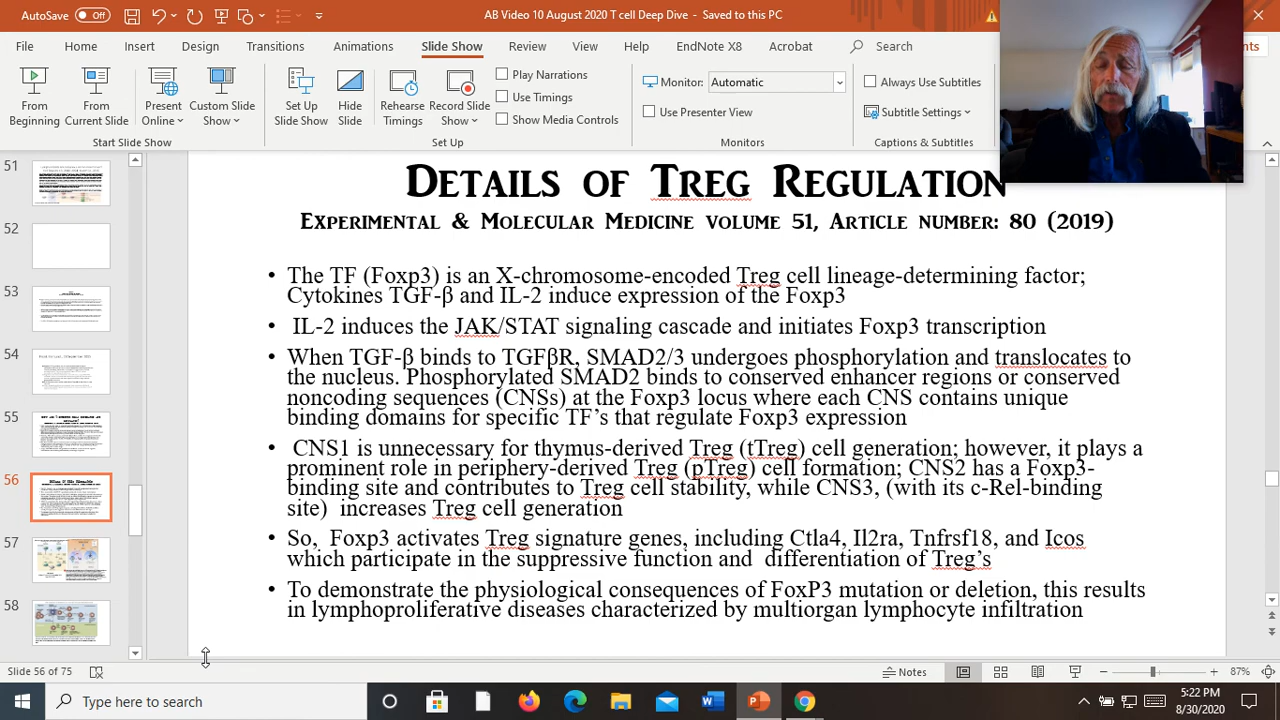 AutoSave Off
AB Video 10 August 2020 T cell Deep Dive - Saved to this PC
File Home Insert Design Transitions Animations Slide Show Review View Help EndNote X8 Acrobat Search
From Beginning
From Current Slide
Present Online
Custom Slide Show
Start Slide Show
Set Up Slide Show
Hide Slide
Rehearse Timings
Record Slide Show
Play Narrations
Use Timings
Show Media Controls
Set Up
Monitor: Automatic
Use Presenter View
Monitors
Always Use Subtitles
Subtitle Settings
Captions & Subtitles
51
52
53
54
55
56
57
58
Details of Treg Regulation
Experimental & Molecular Medicine volume 51, Article number: 80 (2019)
• The TF (Foxp3) is an X-chromosome-encoded Treg cell lineage-determining factor;
Cytokines TGF-β and IL-2 induce expression of the Foxp3
• IL-2 induces the JAK/STAT signaling cascade and initiates Foxp3 transcription
• When TGF-β binds to TGFβR, SMAD2/3 undergoes phosphorylation and translocates to
the nucleus. Phosphorylated SMAD2 binds to conserved enhancer regions or conserved
noncoding sequences (CNSs) at the Foxp3 locus where each CNS contains unique
binding domains for specific TF's that regulate Foxp3 expression
• CNS1 is unnecessary for thymus-derived Treg (tTreg) cell generation; however, it plays a
prominent role in periphery-derived Treg (pTreg) cell formation; CNS2 has a Foxp3-
binding site and contributes to Treg cell stability, while CNS3, (with its c-Rel-binding
site) increases Treg cell generation
• So, Foxp3 activates Treg signature genes, including Ctla4, Il2ra, Tnfrsf18, and Icos
which participate in the suppressive function and differentiation of Treg's
• To demonstrate the physiological consequences of FoxP3 mutation or deletion, this results
in lymphoproliferative diseases characterized by multiorgan lymphocyte infiltration
Slide 56 of 75
Notes
87%
Type here to search
5:22 PM
8/30/2020